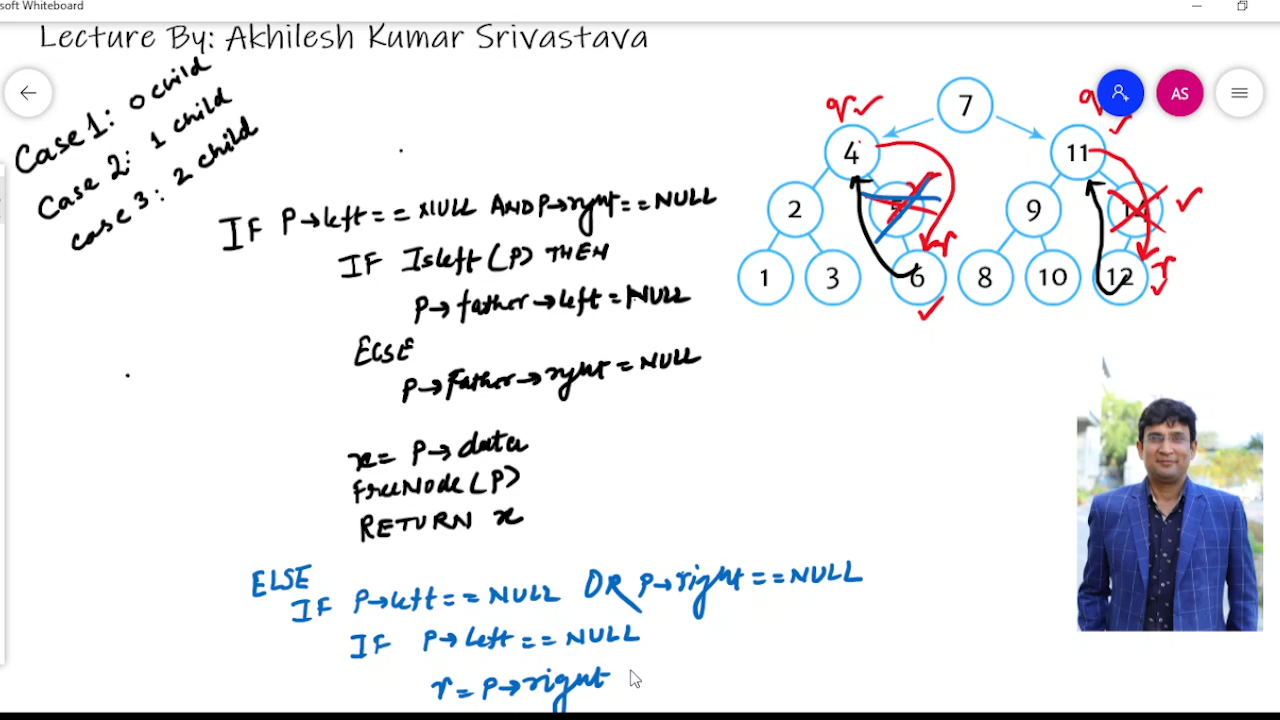 soft Whiteboard
Lecture By: Akhilesh Kumar Srivastava
Case 1: 0 child
Case 2: 1 child
case 3: 2 child
AS
7
4
11
2
9
14
1
3
6
8
10
12
q
q
r
r
IF P→left == NULL AND P→right == NULL
IF Isleft (P) THEN
P→ father→left = NULL
ELSE
P→Father→right = NULL
x = P→data
FreeNode (P)
RETURN x
ELSE
IF P→left == NULL OR P→right == NULL
IF P→left == NULL
r = P→right